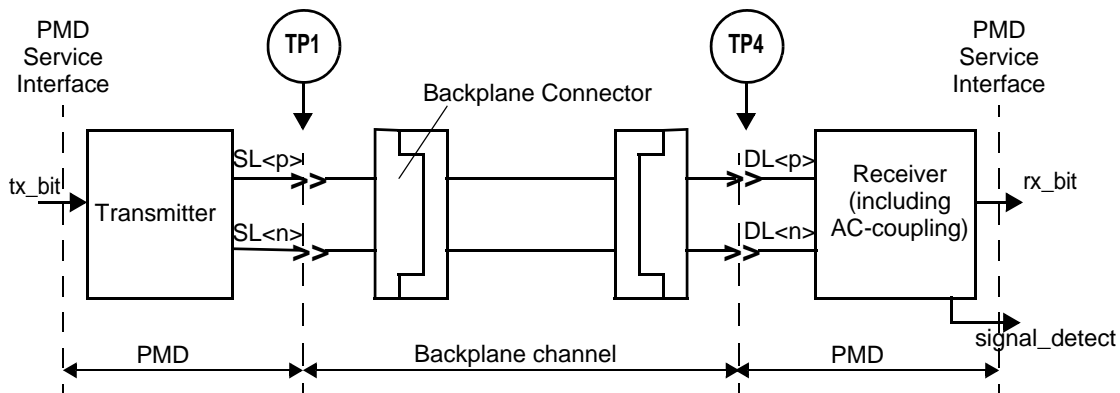 PMD
Service
Interface
TP1
TP4
PMD
Service
Interface
Backplane Connector
SL<p>
DL<p>
tx_bit
Transmitter
Receiver
(including
AC-coupling)
rx_bit
SL<n>
DL<n>
signal_detect
PMD
Backplane channel
PMD